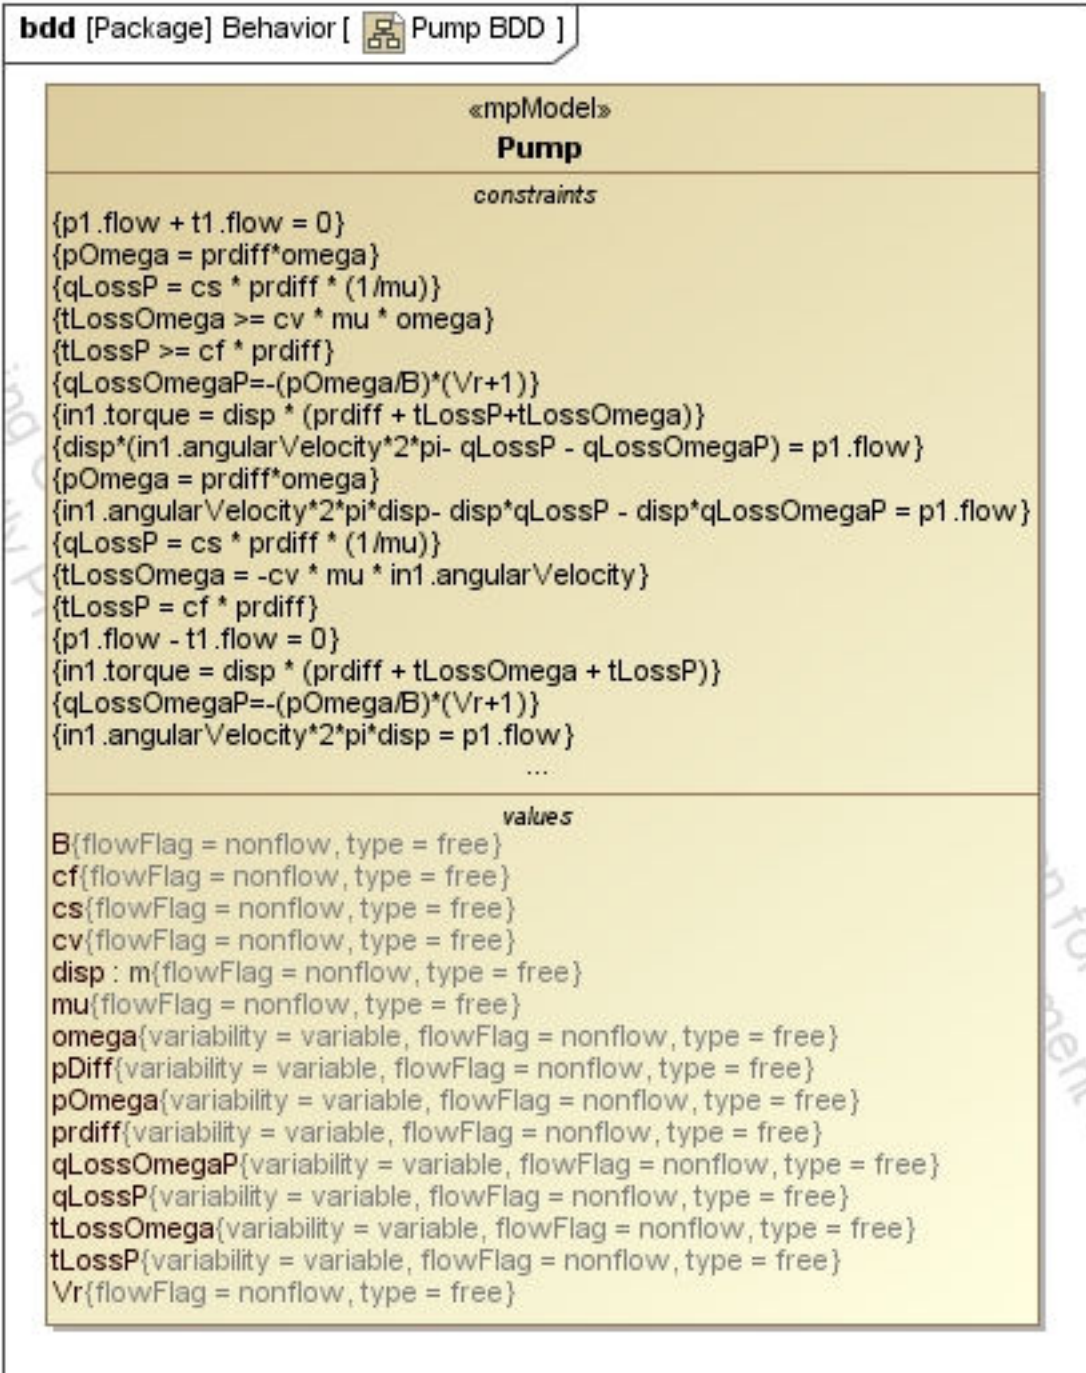 bdd [Package] Behavior [ Pump BDD ]
«mpModel»
Pump
constraints
{p1.flow + t1.flow = 0}
{pOmega = prdiff*omega}
{qLossP = cs * prdiff * (1/mu)}
{tLossOmega >= cv * mu * omega}
{tLossP >= cf * prdiff}
{qLossOmegaP=-(pOmega/B)*(Vr+1)}
{in1.torque = disp * (prdiff + tLossP+tLossOmega)}
{disp*(in1.angularVelocity*2*pi- qLossP - qLossOmegaP) = p1.flow}
{pOmega = prdiff*omega}
{in1.angularVelocity*2*pi*disp- disp*qLossP - disp*qLossOmegaP = p1.flow}
{qLossP = cs * prdiff * (1/mu)}
{tLossOmega = -cv * mu * in1.angularVelocity}
{tLossP = cf * prdiff}
{p1.flow - t1.flow = 0}
{in1.torque = disp * (prdiff + tLossOmega + tLossP)}
{qLossOmegaP=-(pOmega/B)*(Vr+1)}
{in1.angularVelocity*2*pi*disp = p1.flow}
...
values
B{flowFlag = nonflow, type = free}
cf{flowFlag = nonflow, type = free}
cs{flowFlag = nonflow, type = free}
cv{flowFlag = nonflow, type = free}
disp : m{flowFlag = nonflow, type = free}
mu{flowFlag = nonflow, type = free}
omega{variability = variable, flowFlag = nonflow, type = free}
pDiff{variability = variable, flowFlag = nonflow, type = free}
pOmega{variability = variable, flowFlag = nonflow, type = free}
prdiff{variability = variable, flowFlag = nonflow, type = free}
qLossOmegaP{variability = variable, flowFlag = nonflow, type = free}
qLossP{variability = variable, flowFlag = nonflow, type = free}
tLossOmega{variability = variable, flowFlag = nonflow, type = free}
tLossP{variability = variable, flowFlag = nonflow, type = free}
Vr{flowFlag = nonflow, type = free}